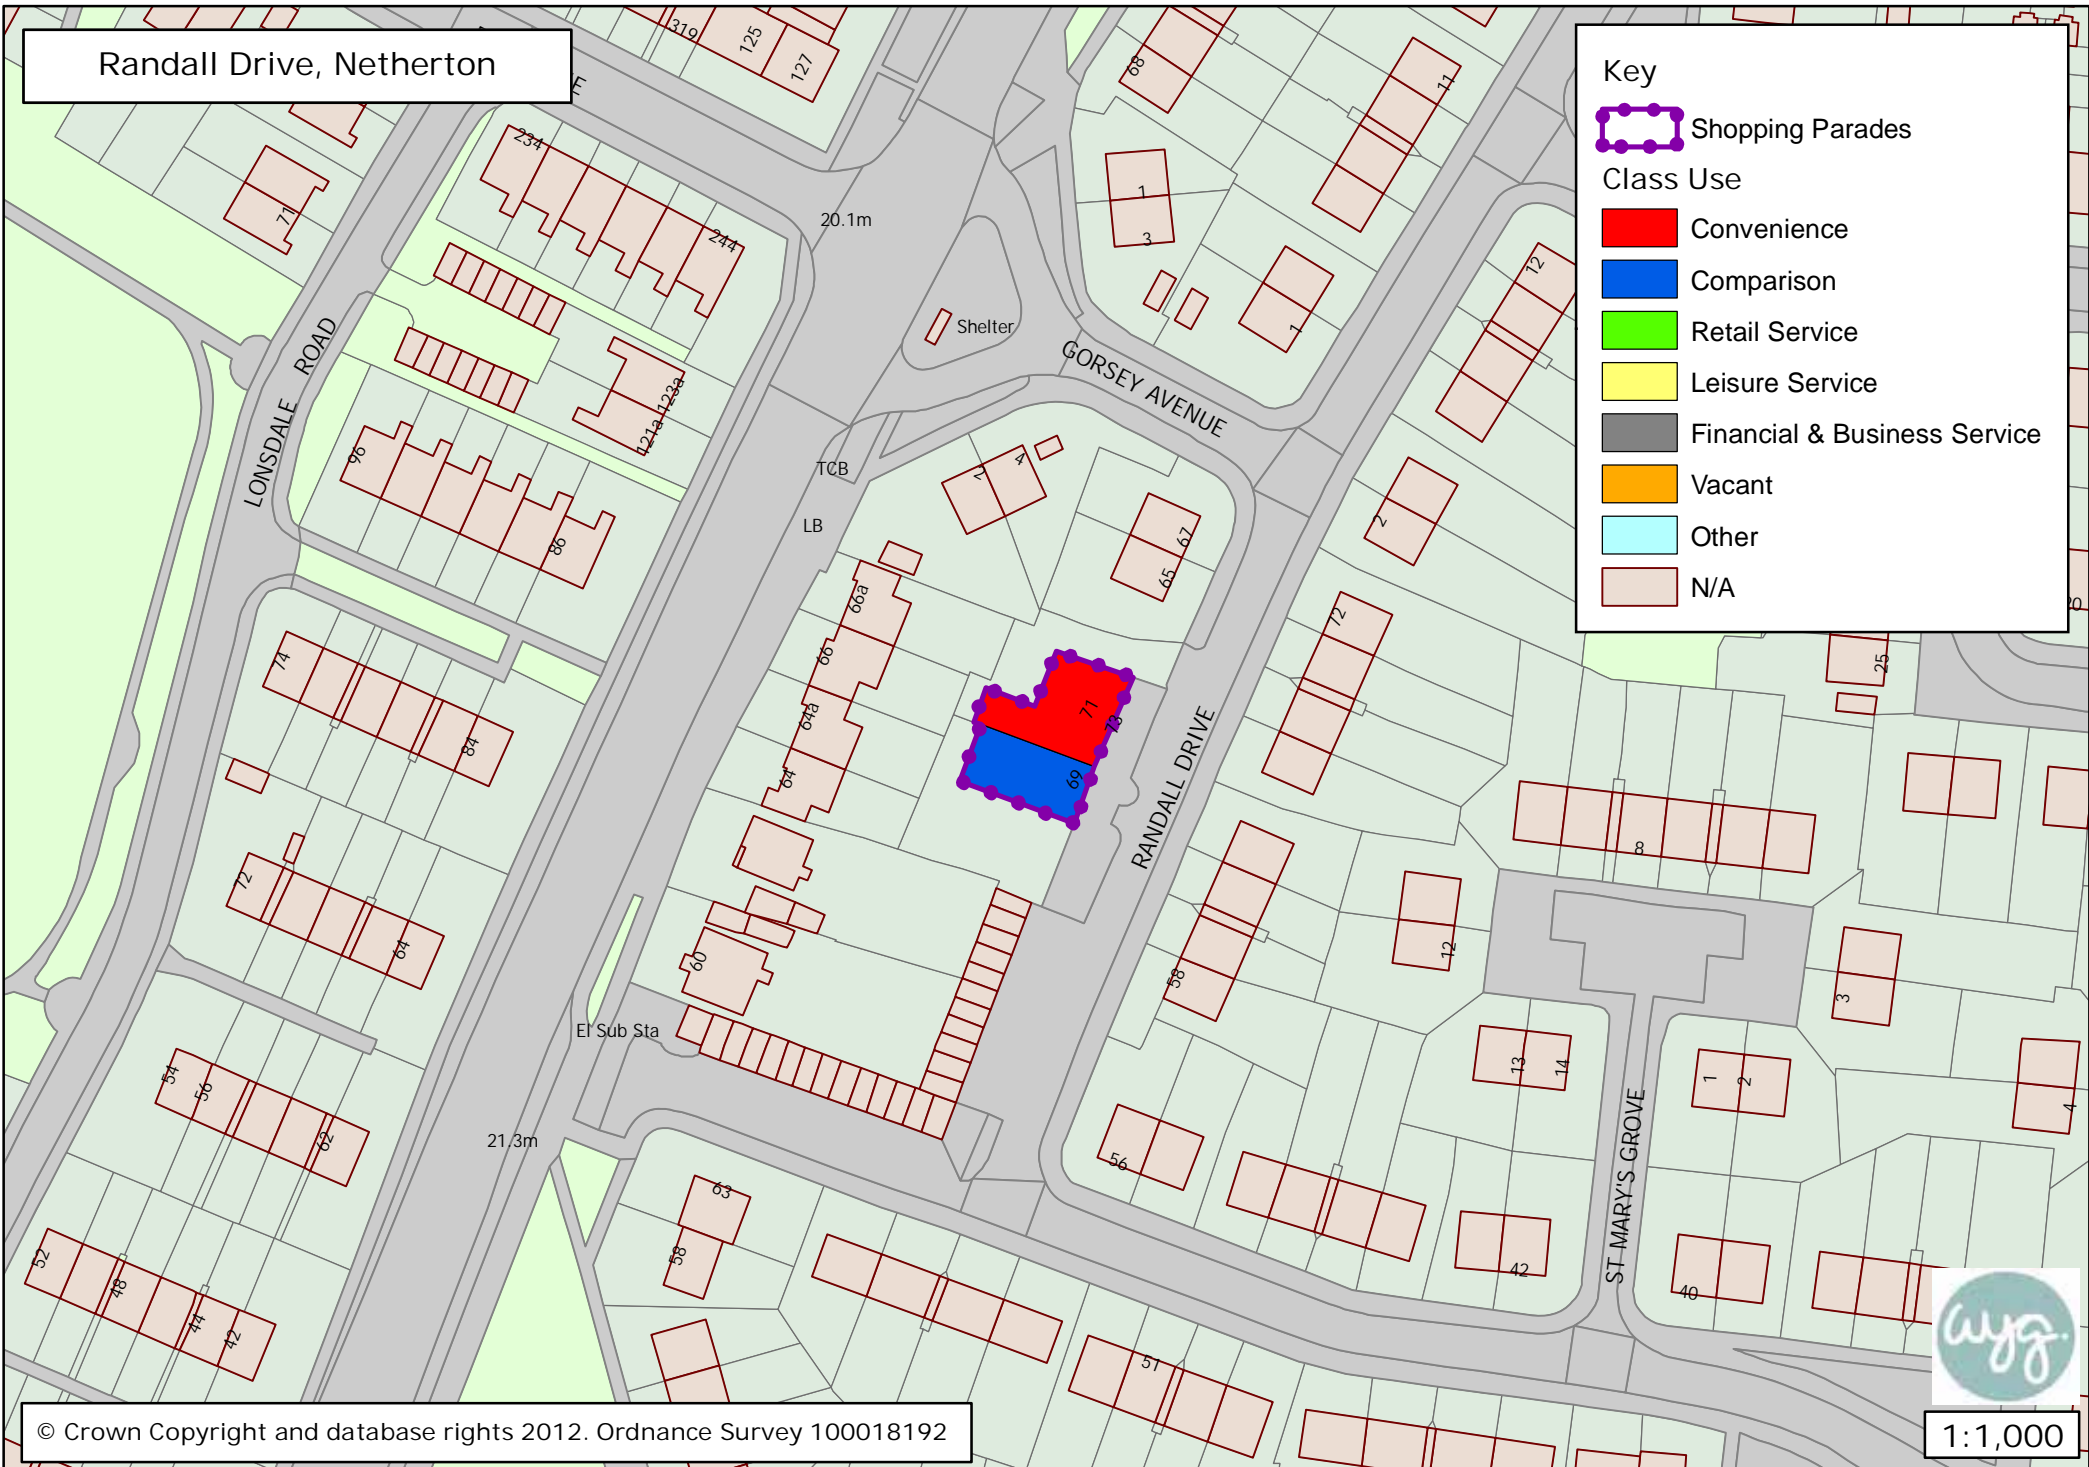 Randall Drive, Netherton
Key
Shopping Parades
Class Use
Convenience
Comparison
Retail Service
Leisure Service
Financial & Business Service
Vacant
Other
N/A
319
125
127
68
11
234
71
244
20.1m
1
3
12
1
Shelter
GORSEY AVENUE
LONSDALE ROAD
123a
121a
96
86
TCB
LB
2
4
67
65
2
66a
66
64a
64
72
71
73
69
RANDALL DRIVE
25
74
84
8
72
64
60
58
12
3
El Sub Sta
13
14
1
2
4
54
56
62
21.3m
56
ST MARY'S GROVE
63
58
42
40
52
48
44
42
51
ayg.
© Crown Copyright and database rights 2012. Ordnance Survey 100018192
1:1,000